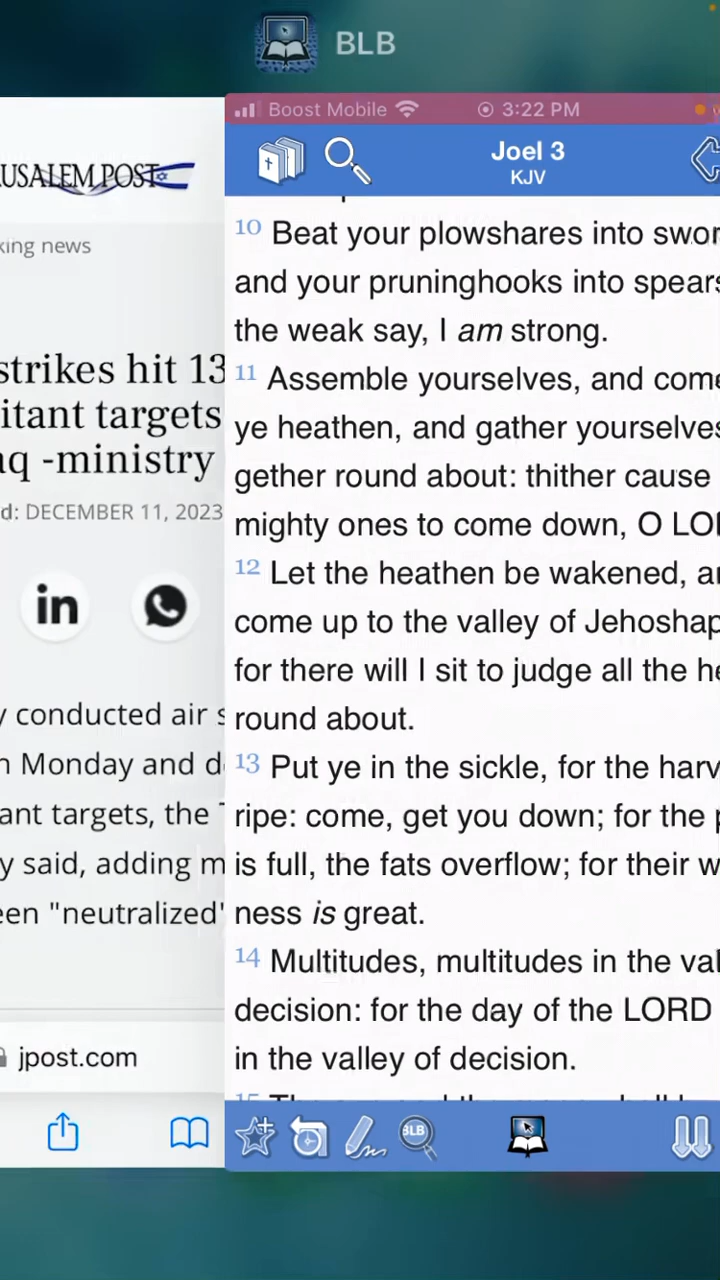 BLB
Boost Mobile
3:22 PM
Joel 3
KJV
10 Beat your plowshares into
and your pruninghooks into spears
the weak say, I am strong.
11 Assemble yourselves, and come
ye heathen, and gather yourselves
gether round about: thither cause
mighty ones to come down, O
12 Let the heathen be wakened,
come up to the valley of
for there will I sit to judge all the
round about.
13 Put ye in the sickle, for the
ripe: come, get you down; for the
is full, the fats overflow; for their
ness is great.
14 Multitudes, multitudes in the
decision: for the day of the LORD
in the valley of decision.
BLB
RUSALEM POST
king news
strikes hit 13
itant targets
aq -ministry
d: DECEMBER 11, 2023
in
y conducted air s
n Monday and d
ant targets, the
y said, adding m
een "neutralized"
jpost.com